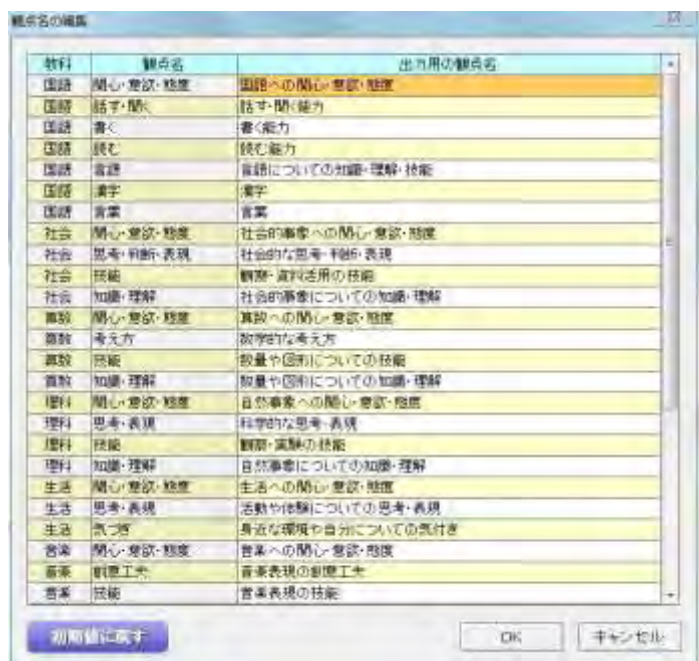 観点名の編集
教科 観点名 出力用の観点名
国語 関心・意欲・態度 国語への関心・意欲・態度
国語 話す・聞く 話す・聞く能力
国語 書く 書く能力
国語 読む 読む能力
国語 言語 言語についての知識・理解・技能
国語 漢字 漢字
国語 言葉 言葉
社会 関心・意欲・態度 社会的事象への関心・意欲・態度
社会 思考・判断・表現 社会的な思考・判断・表現
社会 技能 観察・資料活用の技能
社会 知識・理解 社会的事象についての知識・理解
算数 関心・意欲・態度 算数への関心・意欲・態度
算数 考え方 数学的な考え方
算数 技能 数量や図形についての技能
算数 知識・理解 数量や図形についての知識・理解
理科 関心・意欲・態度 自然事象への関心・意欲・態度
理科 思考・表現 科学的な思考・表現
理科 技能 観察・実験の技能
理科 知識・理解 自然事象についての知識・理解
生活 関心・意欲・態度 生活への関心・意欲・態度
生活 思考・表現 活動や体験についての思考・表現
生活 気づき 身近な環境や自分についての気付き
音楽 関心・意欲・態度 音楽への関心・意欲・態度
音楽 創意工夫 音楽表現の創意工夫
音楽 技能 音楽表現の技能
初期値に戻す OK キャンセル